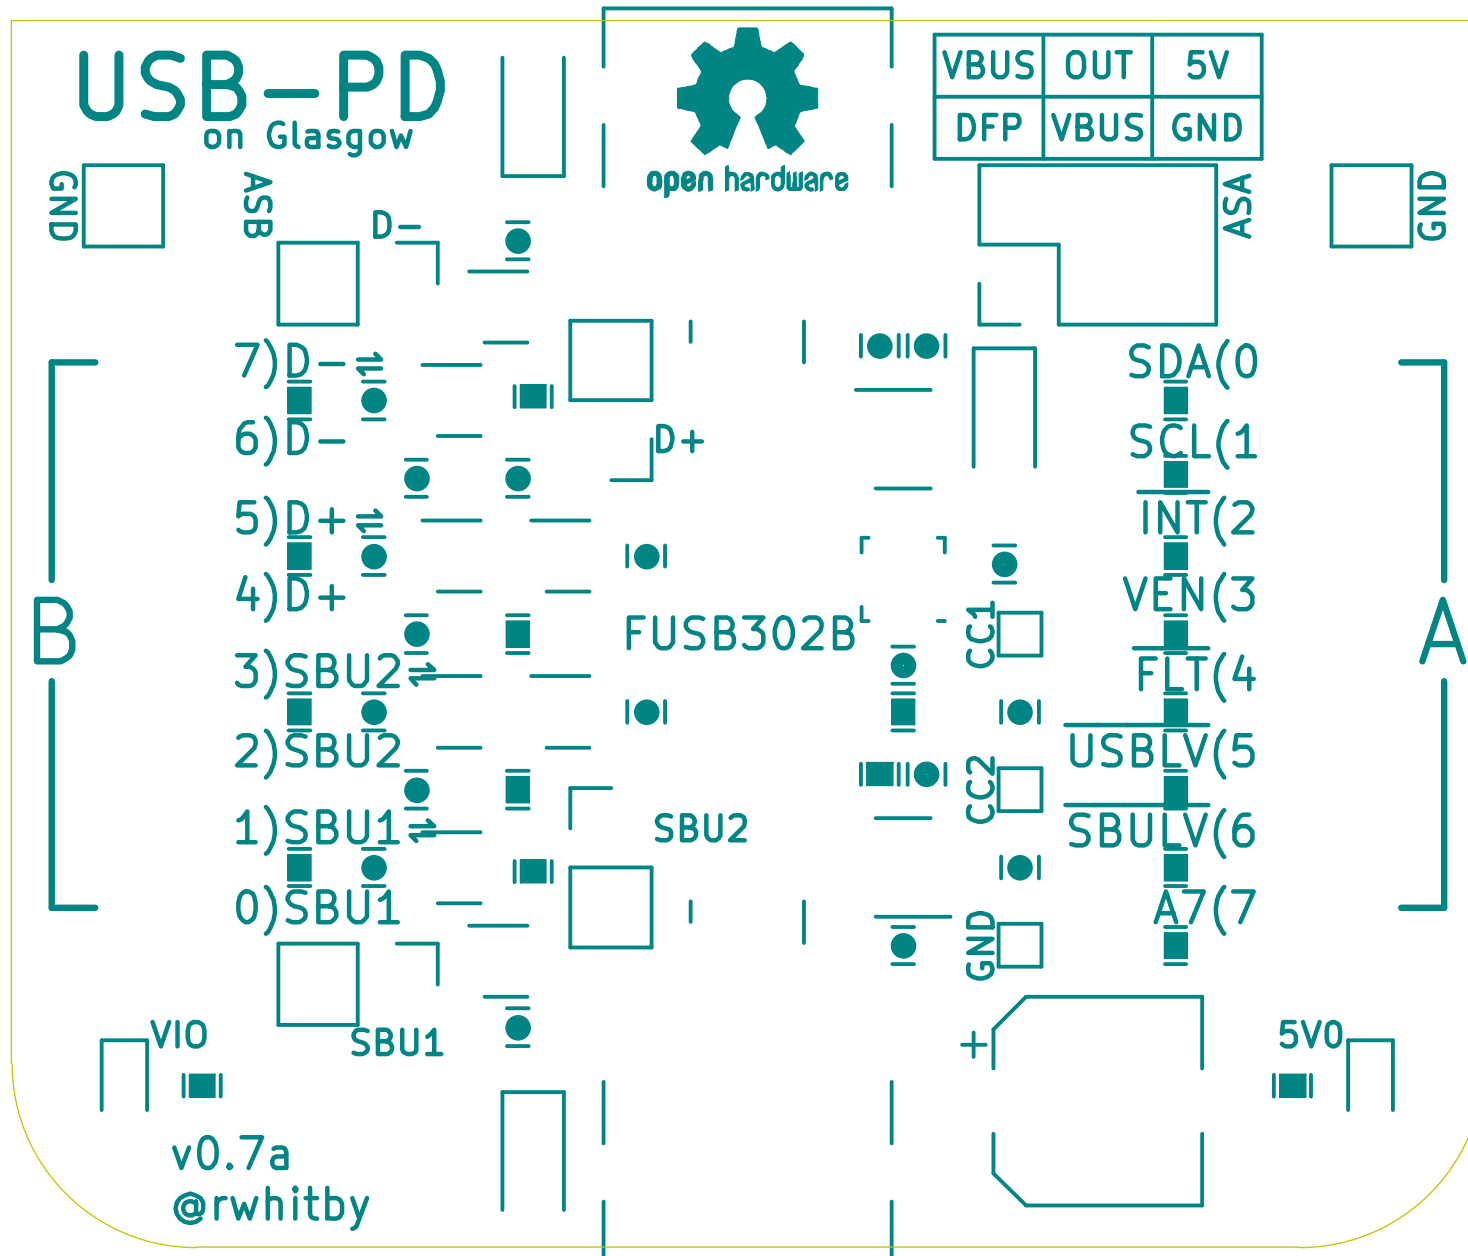 USB-PD
on Glasgow
open hardware
VBUS OUT 5V
DFP VBUS GND
GND
ASB
D-
ASA
GND
7)D-⇌
SDA(0
6)D-
D+
SCL(1
5)D+⇌
INT(2
4)D+
VEN(3
B
FUSB302B
CC1
A
3)SBU2⇌
FLT(4
2)SBU2
CC2
USBLV(5
1)SBU1⇌
SBU2
SBULV(6
0)SBU1
GND
A7(7
VIO
SBU1
+
5V0
v0.7a
@rwhitby